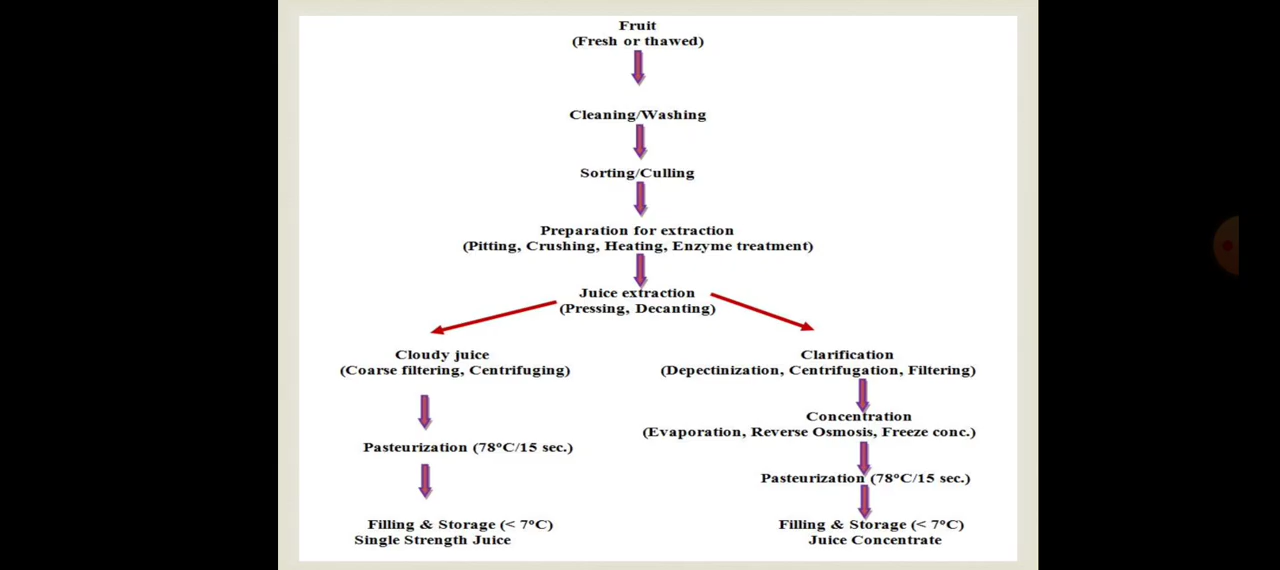 Fruit
(Fresh or thawed)
Cleaning/Washing
Sorting/Culling
Preparation for extraction
(Pitting, Crushing, Heating, Enzyme treatment)
Juice extraction
(Pressing, Decanting)
Cloudy juice
(Coarse filtering, Centrifuging)
Pasteurization (78°C/15 sec.)
Filling & Storage (< 7°C)
Single Strength Juice
Clarification
(Depectinization, Centrifugation, Filtering)
Concentration
(Evaporation, Reverse Osmosis, Freeze conc.)
Pasteurization (78°C/15 sec.)
Filling & Storage (< 7°C)
Juice Concentrate